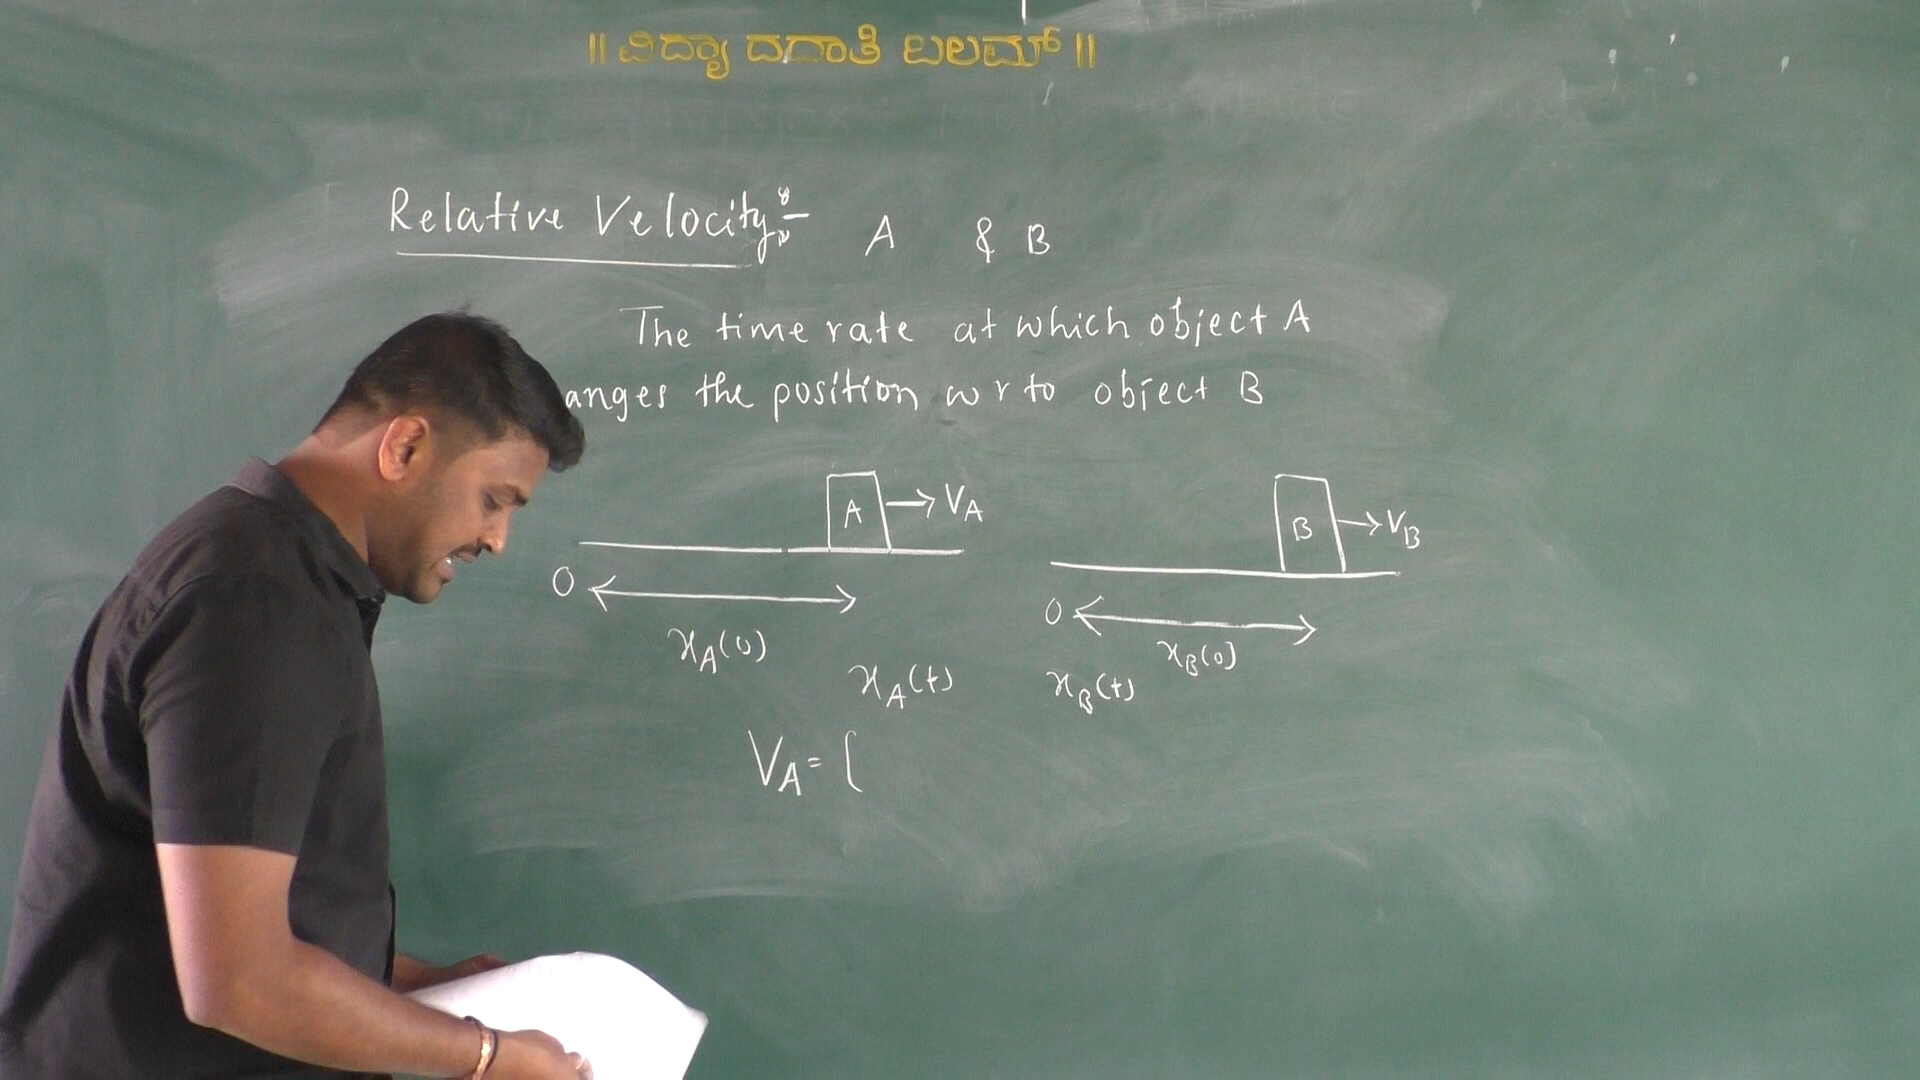 ॥ ವಿದ್ಯಾ ದದಾತಿ ಬಲಮ್ ॥
Relative Velocity:- A & B
The time rate at which object A
anges the position w r to object B
A → VA
B → VB
O
xA(0)
O
xB(0)
xA(t)
xB(t)
VA = (